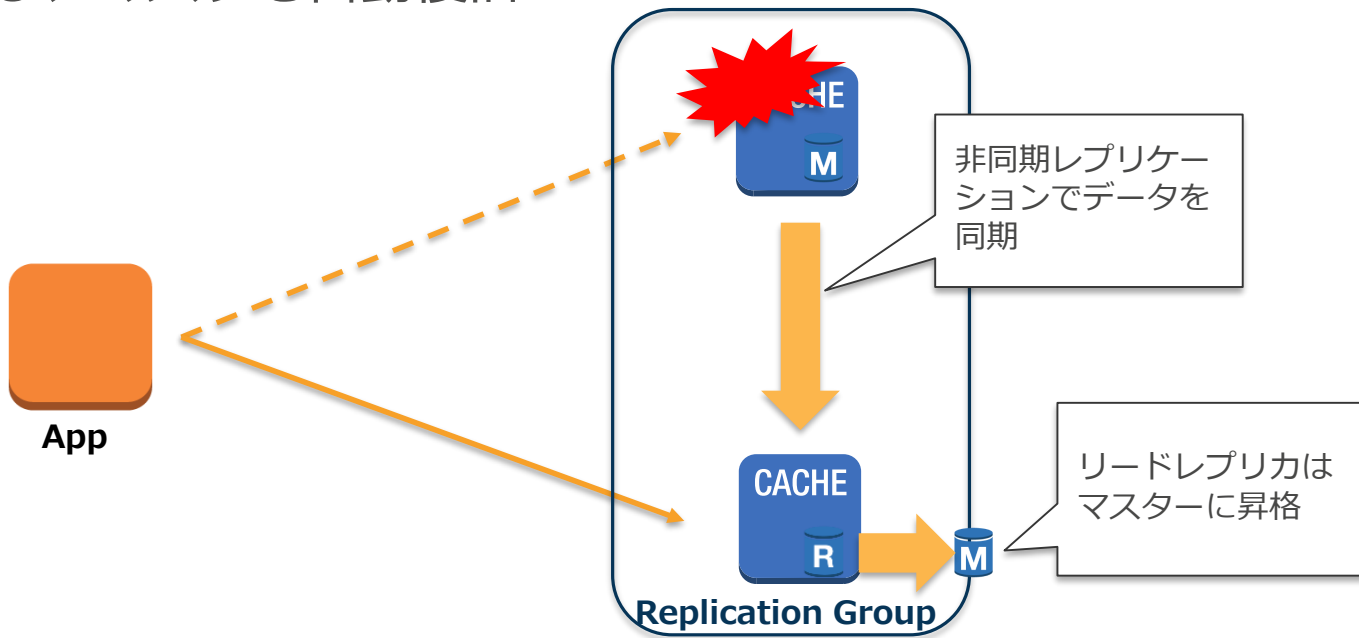 HE
M
非同期レプリケー
ションでデータを
同期
App
CACHE
R
M
リードレプリカは
マスターに昇格
Replication Group